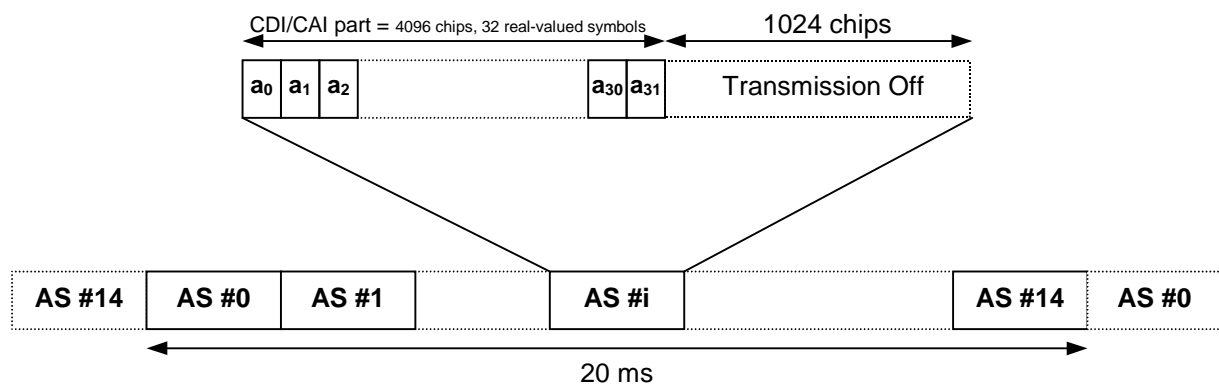 CDI/CAI part = 4096 chips, 32 real-valued symbols
1024 chips
a0 a1 a2 a30 a31 Transmission Off
AS #14 AS #0 AS #1 AS #i AS #14 AS #0
20 ms